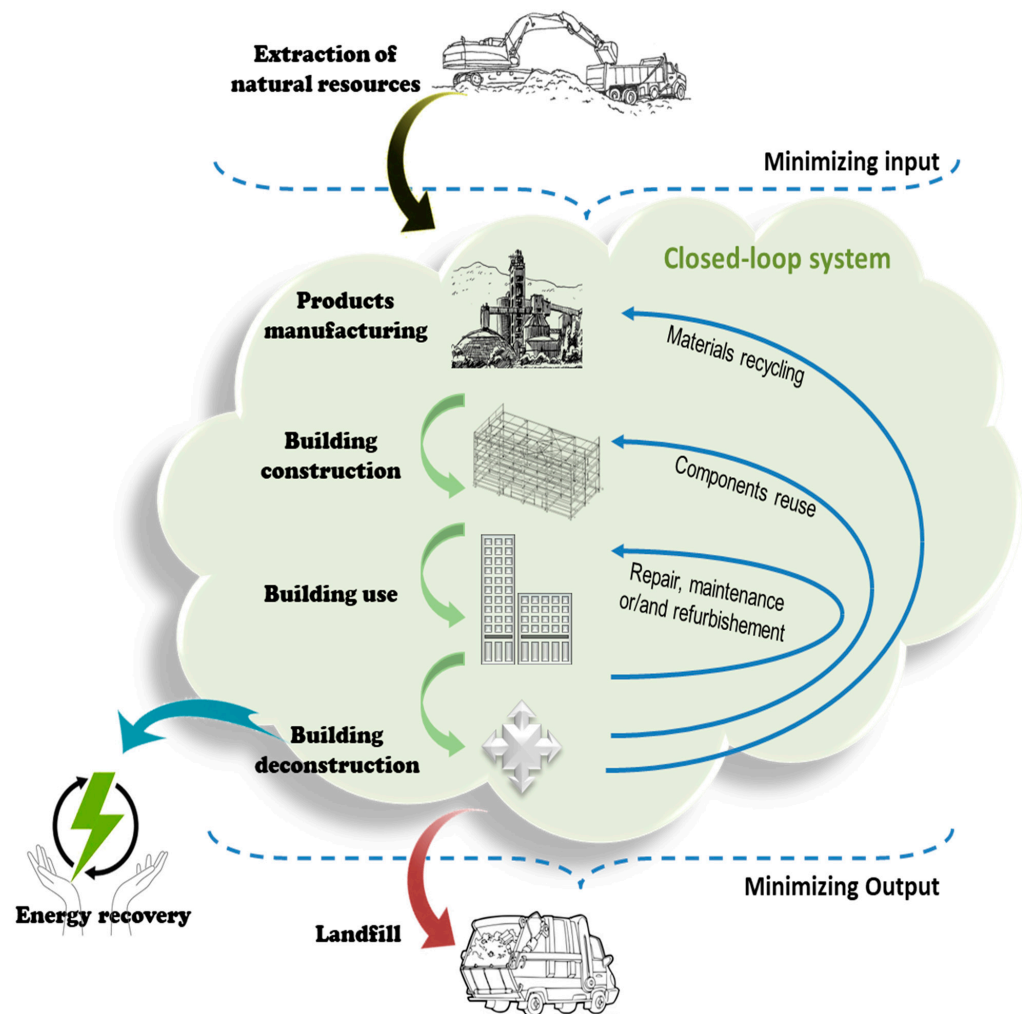 Extraction of
natural resources
Minimizing input
Closed-loop system
Products
manufacturing
Materials recycling
Building
construction
Components reuse
Building use
Repair, maintenance
or/and refurbishement
Building
deconstruction
Energy recovery
Minimizing Output
Landfill